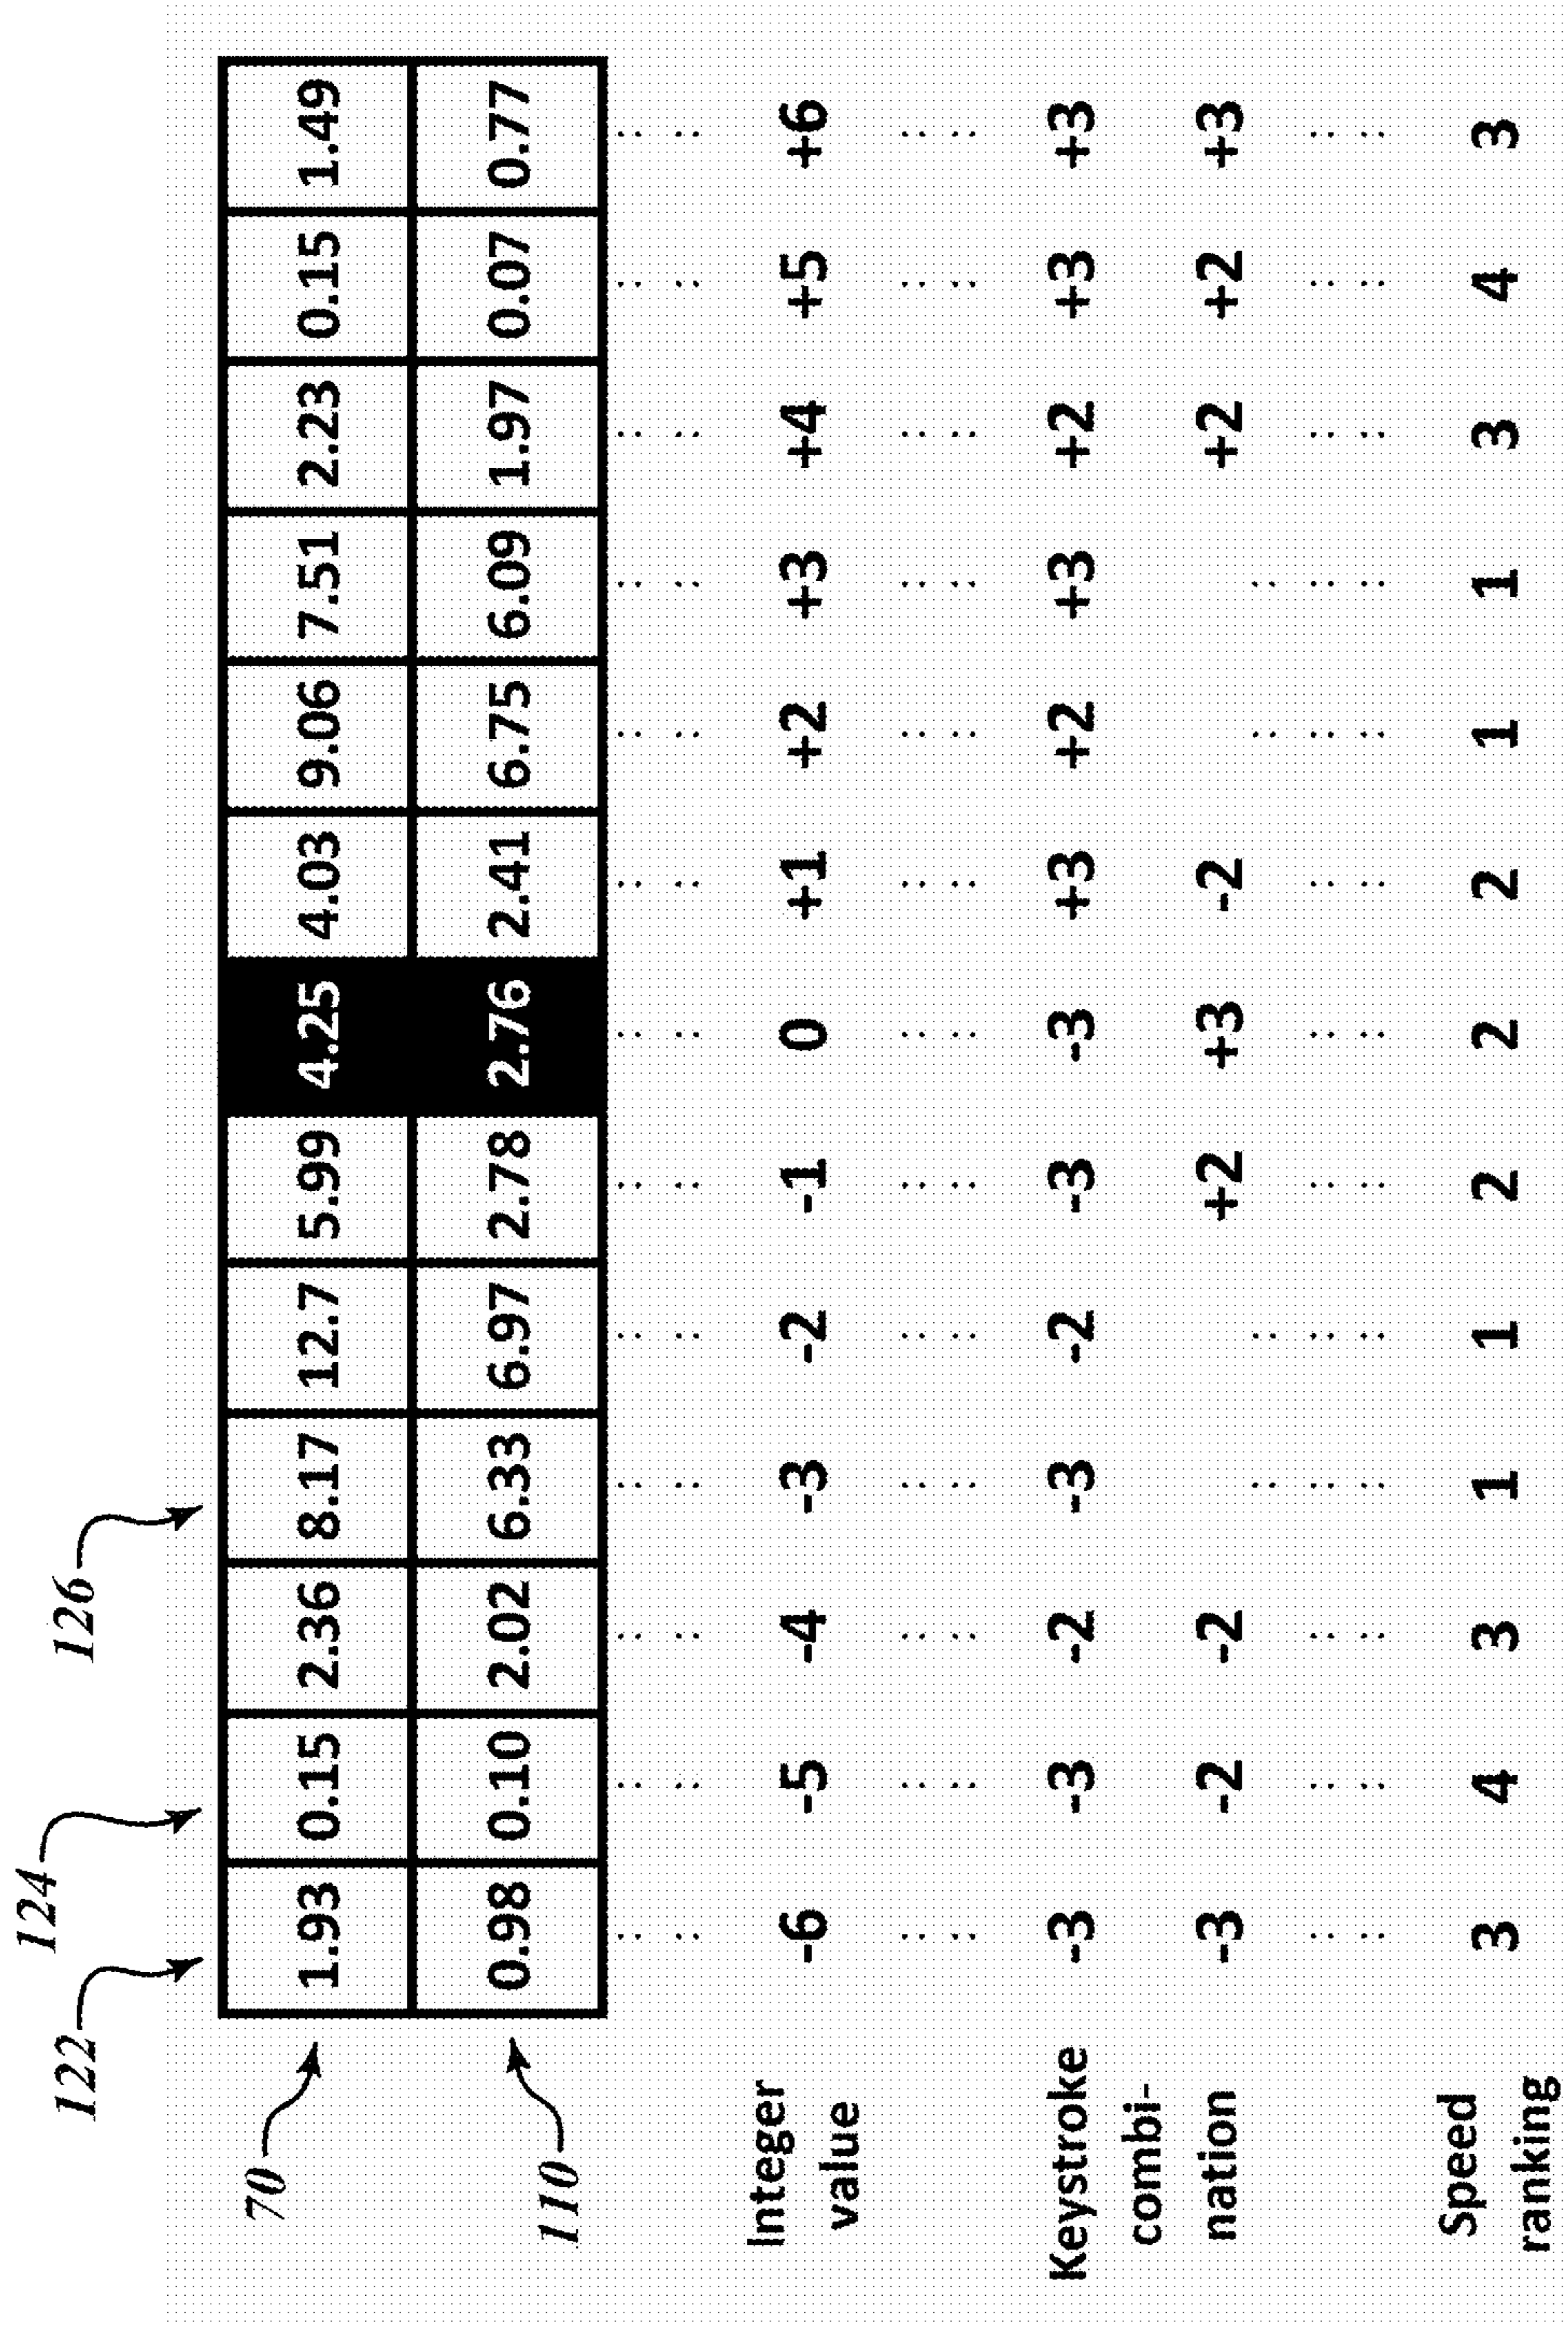 122 124 126
70 1.93 0.15 2.36 8.17 12.7 5.99 4.25 4.03 9.06 7.51 2.23 0.15 1.49
110 0.98 0.10 2.02 6.33 6.97 2.78 2.76 2.41 6.75 6.09 1.97 0.07 0.77
Integer
value
-6 -5 -4 -3 -2 -1 0 +1 +2 +3 +4 +5 +6
Keystroke
combi-
nation
-3 -3 -2 -3 -2 -3 -3 +3 +2 +3 +2 +3 +3
-3 -2 -2 +2 +3 -2 +2 +2 +3
Speed
ranking
3 4 3 1 1 2 2 2 1 1 3 4 3